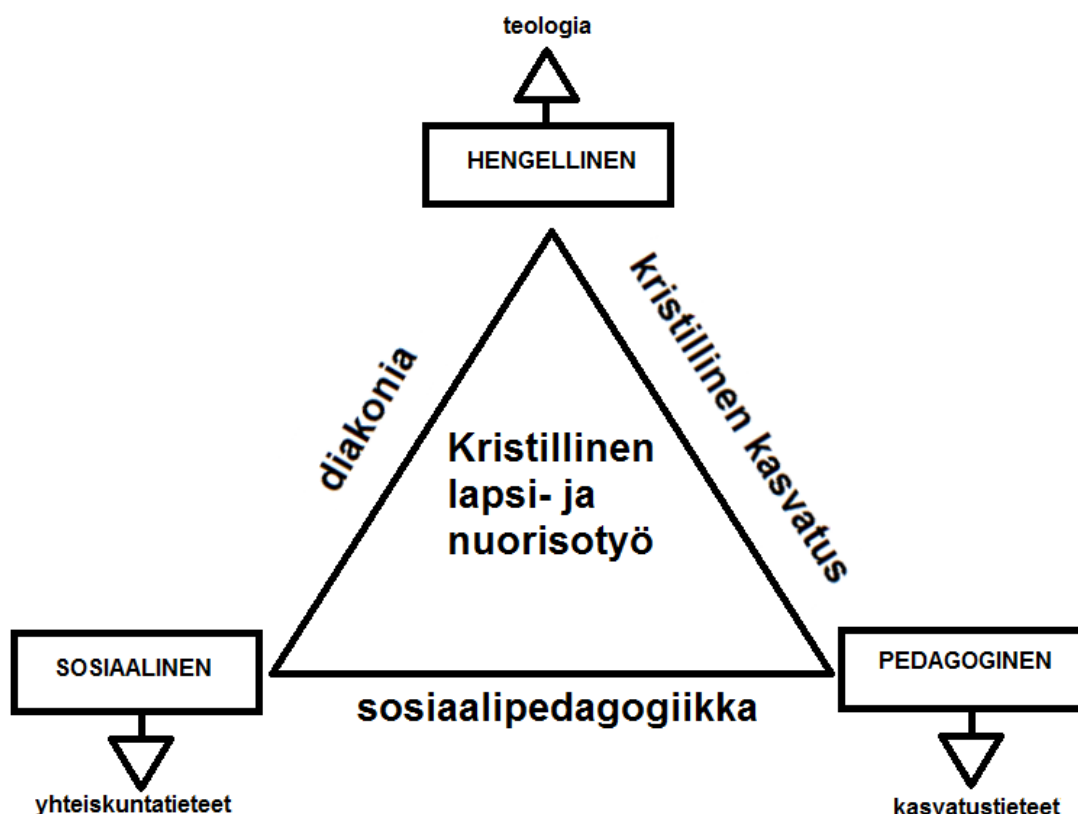 teologia
HENGELLINEN
kristillinen kasvatus
diakonia
Kristillinen
lapsi- ja
nuorisotyö
SOSIAALINEN
PEDAGOGINEN
sosiaalipedagogiikka
yhteiskuntatieteet
kasvatustieteet